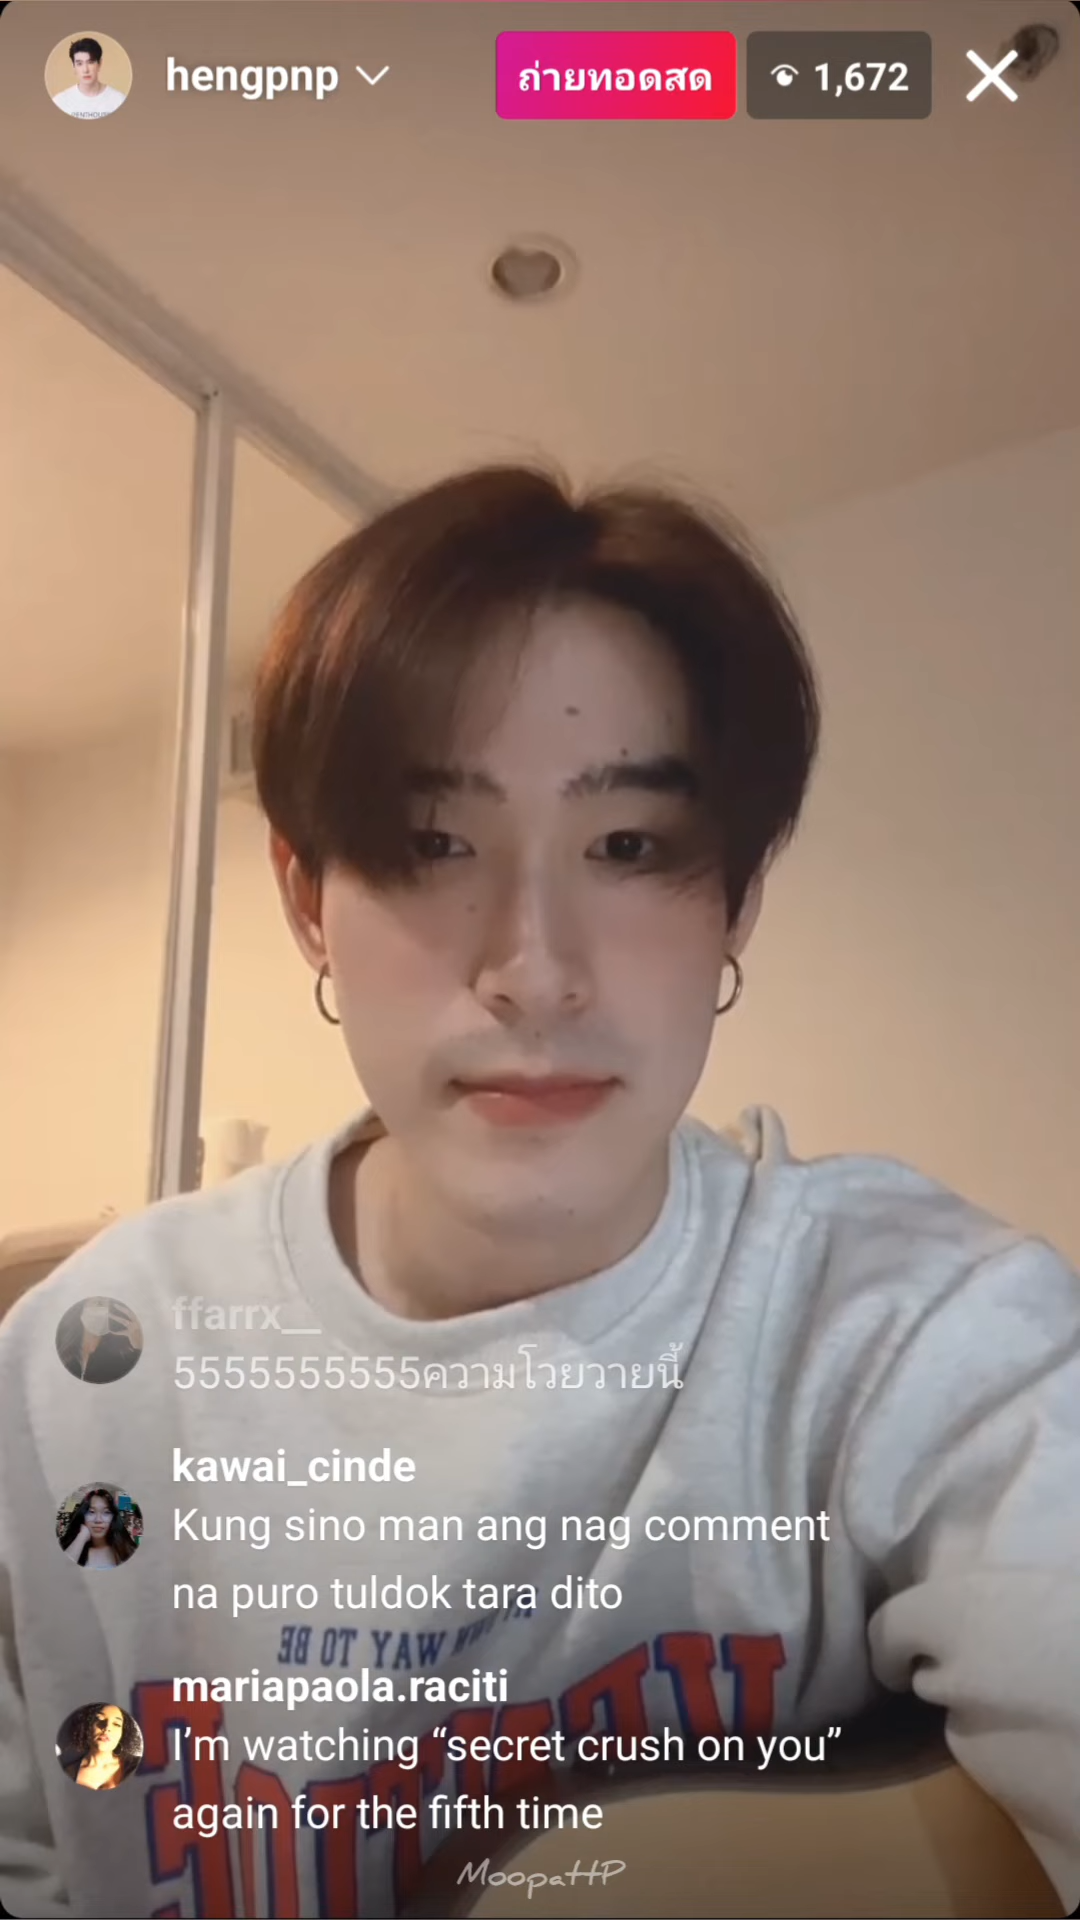 hengpnp
ถ่ายทอดสด
1,672
ffarrx__
5555555555ความโวยวายนี้
kawai_cinde
Kung sino man ang nag comment
na puro tuldok tara dito
WAY TO BE
mariapaola.raciti
I’m watching “secret crush on you”
again for the fifth time
MoopaHP